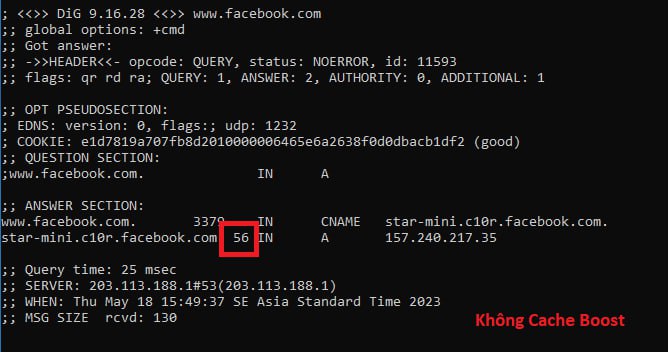 ; <<>> DiG 9.16.28 <<>> www.facebook.com
;; global options: +cmd
;; Got answer:
;; ->>HEADER<<- opcode: QUERY, status: NOERROR, id: 11593
;; flags: qr rd ra; QUERY: 1, ANSWER: 2, AUTHORITY: 0, ADDITIONAL: 1
;; OPT PSEUDOSECTION:
; EDNS: version: 0, flags:; udp: 1232
; COOKIE: e1d7819a707fb8d2010000006465e6a2638f0d0dbacb1df2 (good)
;; QUESTION SECTION:
;www.facebook.com. IN A
;; ANSWER SECTION:
www.facebook.com. 3379 IN CNAME star-mini.c10r.facebook.com.
star-mini.c10r.facebook.com 56 IN A 157.240.217.35
;; Query time: 25 msec
;; SERVER: 203.113.188.1#53(203.113.188.1)
;; WHEN: Thu May 18 15:49:37 SE Asia Standard Time 2023
;; MSG SIZE rcvd: 130
Không Cache Boost